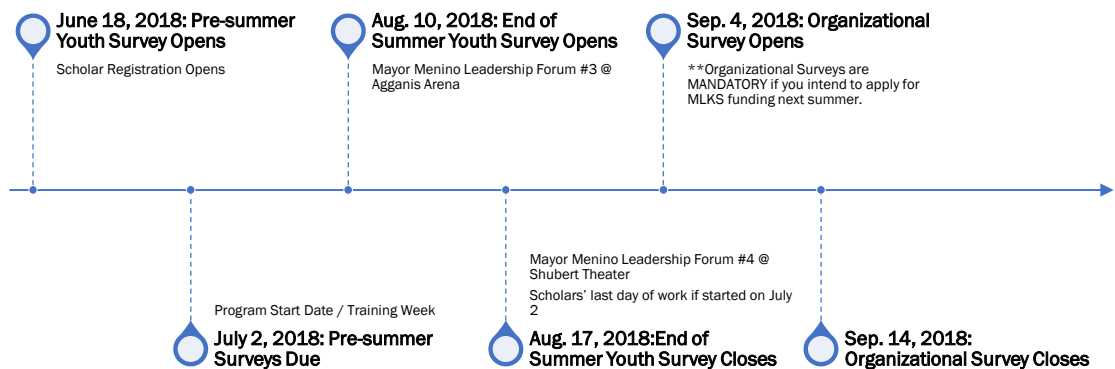 June 18, 2018: Pre-summer
Youth Survey Opens
Scholar Registration Opens
Aug. 10, 2018: End of
Summer Youth Survey Opens
Mayor Menino Leadership Forum #3 @
Agganis Arena
Sep. 4, 2018: Organizational
Survey Opens
**Organizational Surveys are
MANDATORY if you intend to apply for
MLKS funding next summer.
Program Start Date / Training Week
July 2, 2018: Pre-summer
Surveys Due
Mayor Menino Leadership Forum #4 @
Shubert Theater
Scholars’ last day of work if started on July
2
Aug. 17, 2018:End of
Summer Youth Survey Closes
Sep. 14, 2018:
Organizational Survey Closes